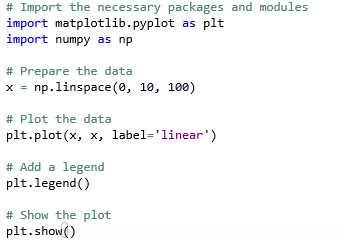 # Import the necessary packages and modules
import matplotlib.pyplot as plt
import numpy as np
# Prepare the data
x = np.linspace(0, 10, 100)
# Plot the data
plt.plot(x, x, label='linear')
# Add a legend
plt.legend()
# Show the plot
plt.show()